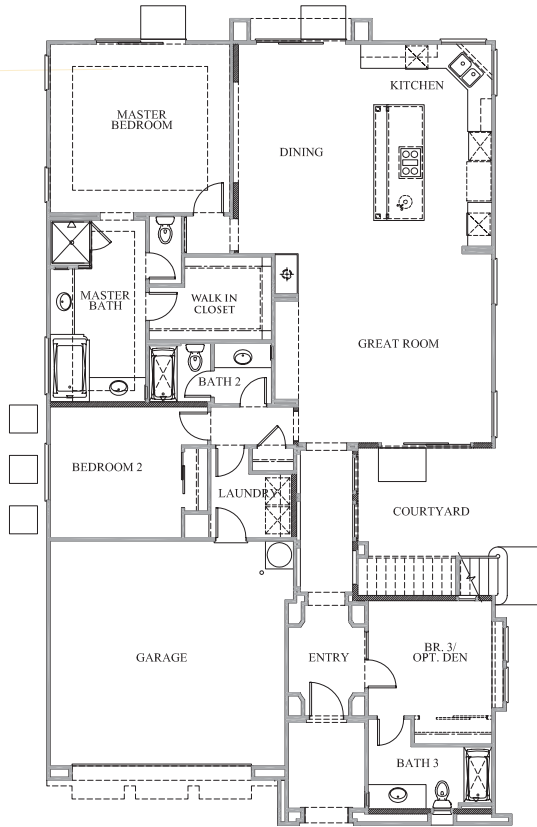 KITCHEN
MASTER
BEDROOM
DINING
MASTER
BATH
WALK IN
CLOSET
GREAT ROOM
BATH 2
BEDROOM 2
LAUNDRY
COURTYARD
GARAGE
ENTRY
BR. 3/
OPT. DEN
BATH 3